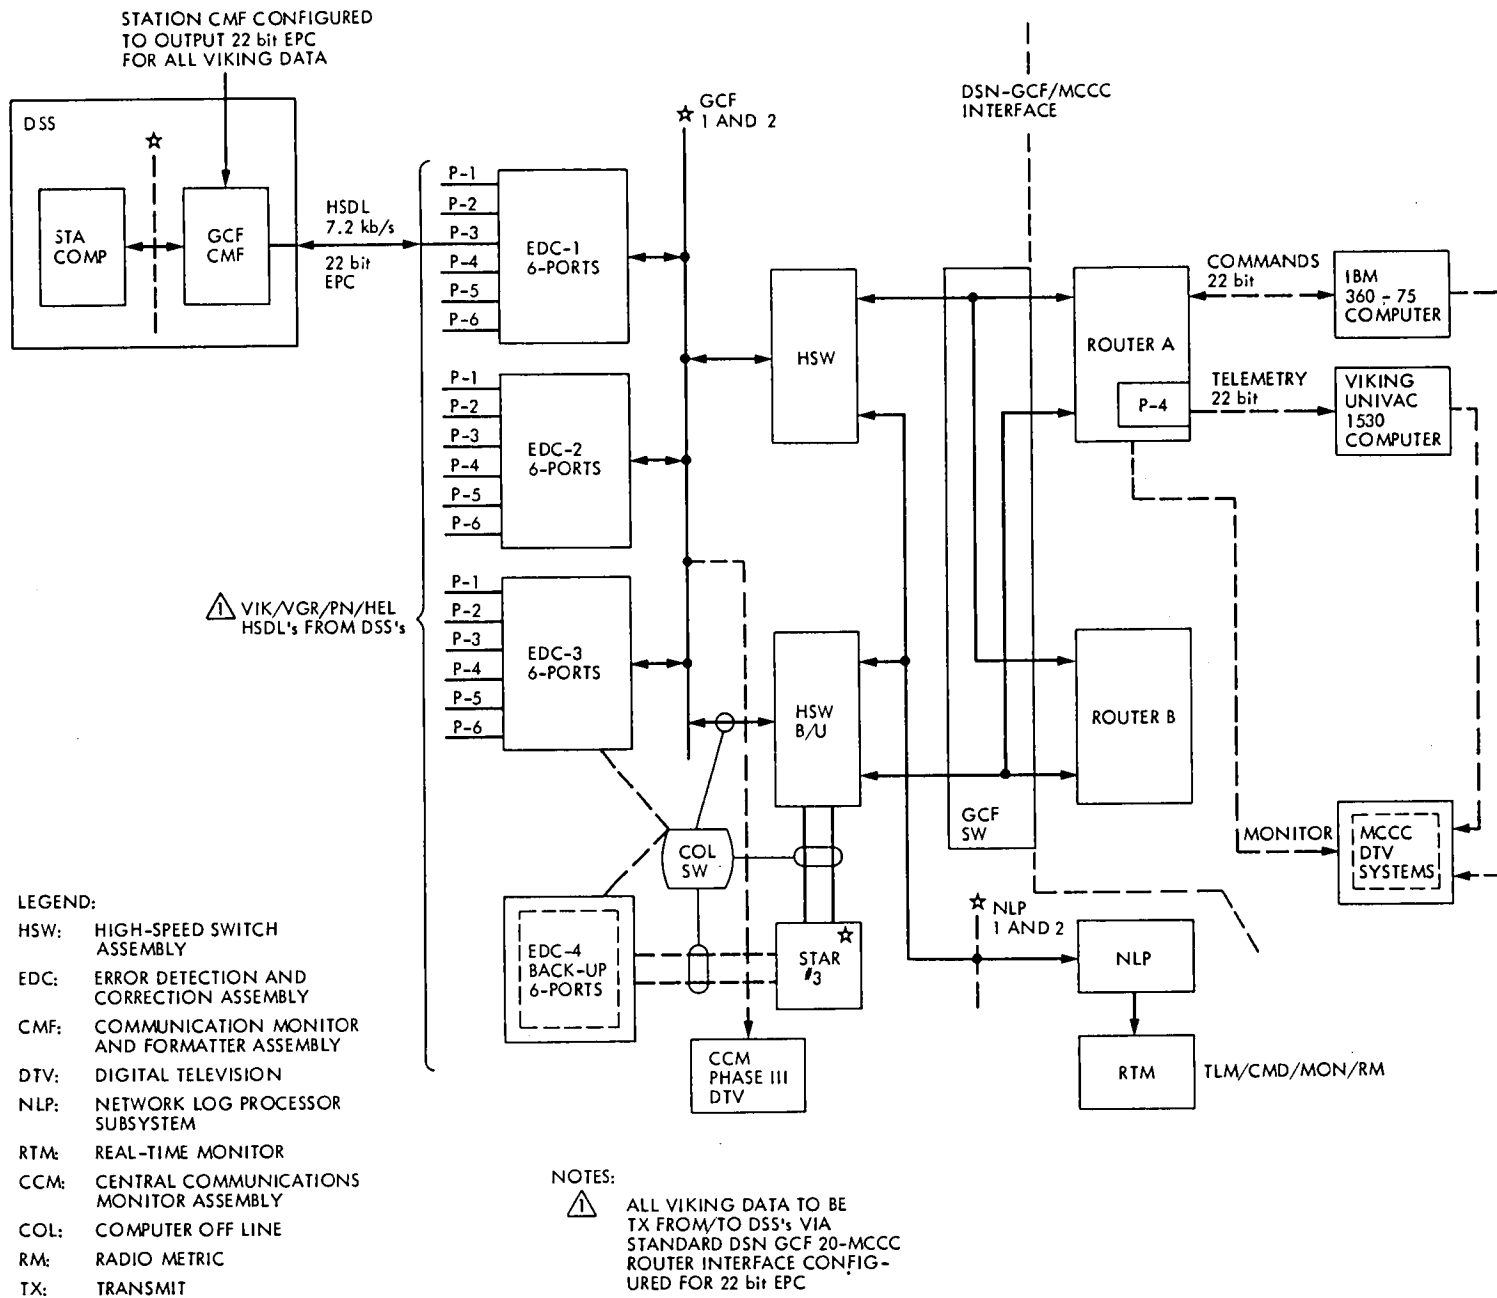 STATION CMF CONFIGURED
TO OUTPUT 22 bit EPC
FOR ALL VIKING DATA
DSS
STA
COMP
GCF
CMF
HSDL
7.2 kb/s
22 bit
EPC
GCF
1 AND 2
DSN-GCF/MCCC
INTERFACE
P-1
P-2
P-3
P-4
P-5
P-6
EDC-1
6-PORTS
P-1
P-2
P-3
P-4
P-5
P-6
EDC-2
6-PORTS
P-1
P-2
P-3
P-4
P-5
P-6
EDC-3
6-PORTS
1
VIK/VGR/PN/HEL
HSDL's FROM DSS's
HSW
HSW
B/U
GCF
SW
ROUTER A
P-4
ROUTER B
COMMANDS
22 bit
IBM
360 - 75
COMPUTER
TELEMETRY
22 bit
VIKING
UNIVAC
1530
COMPUTER
MONITOR
MCCC
DTV
SYSTEMS
COL
SW
EDC-4
BACK-UP
6-PORTS
STAR
#3
NLP
1 AND 2
NLP
RTM
TLM/CMD/MON/RM
CCM
PHASE III
DTV
LEGEND:
HSW: HIGH-SPEED SWITCH
ASSEMBLY
EDC: ERROR DETECTION AND
CORRECTION ASSEMBLY
CMF: COMMUNICATION MONITOR
AND FORMATTER ASSEMBLY
DTV: DIGITAL TELEVISION
NLP: NETWORK LOG PROCESSOR
SUBSYSTEM
RTM: REAL-TIME MONITOR
CCM: CENTRAL COMMUNICATIONS
MONITOR ASSEMBLY
COL: COMPUTER OFF LINE
RM: RADIO METRIC
TX: TRANSMIT
NOTES:
1
ALL VIKING DATA TO BE
TX FROM/TO DSS's VIA
STANDARD DSN GCF 20-MCCC
ROUTER INTERFACE CONFIG-
URED FOR 22 bit EPC